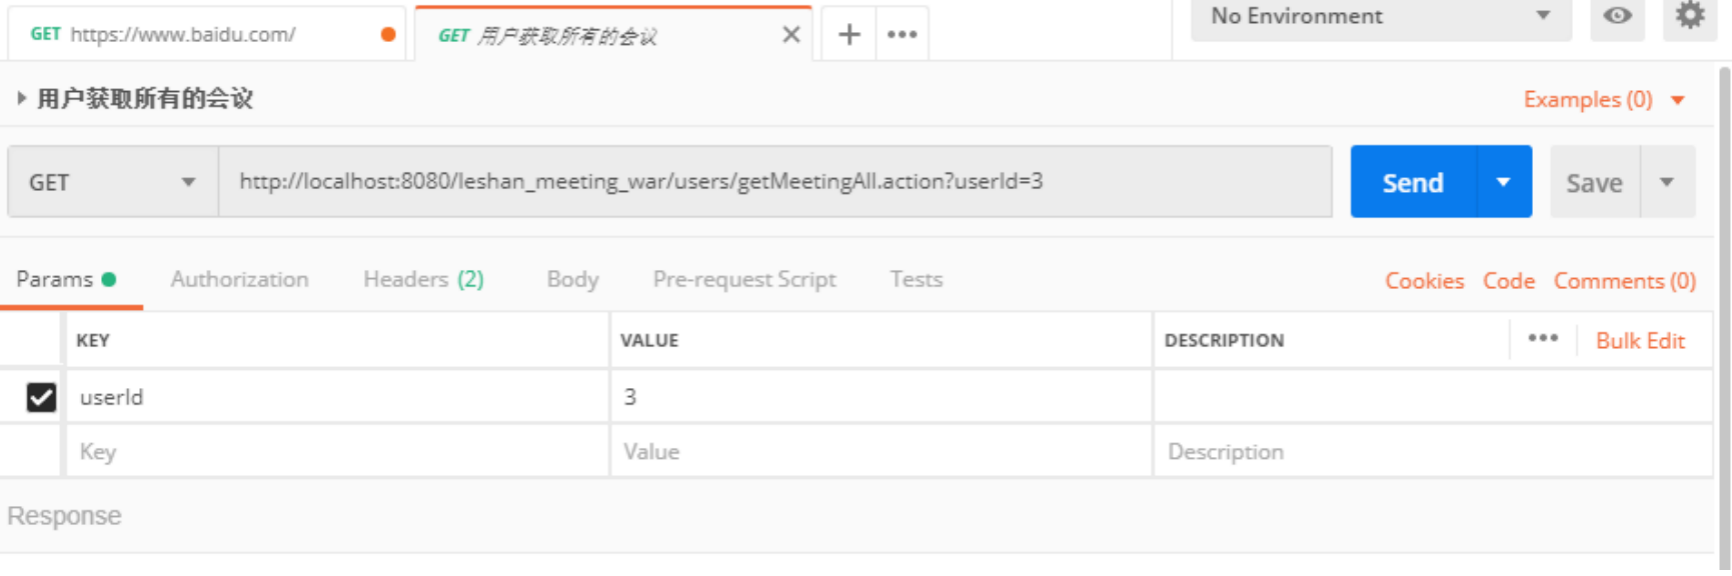 GET https://www.baidu.com/ GET 用户获取所有的会议 No Environment
用户获取所有的会议 Examples (0)
GET http://localhost:8080/leshan_meeting_war/users/getMeetingAll.action?userId=3 Send Save
Params Authorization Headers (2) Body Pre-request Script Tests Cookies Code Comments (0)
KEY VALUE DESCRIPTION Bulk Edit
userId 3
Key Value Description
Response